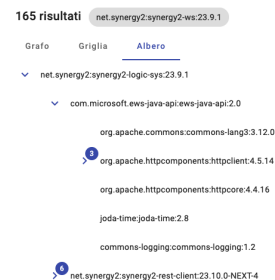 165 risultati net.synergy2:synergy2-ws:23.9.1
Grafo Griglia Albero
net.synergy2:synergy2-logic-sys:23.9.1
com.microsoft.ews-java-api:ews-java-api:2.0
org.apache.commons:commons-lang3:3.12.0
3
org.apache.httpcomponents:httpclient:4.5.14
org.apache.httpcomponents:httpcore:4.4.16
joda-time:joda-time:2.8
commons-logging:commons-logging:1.2
6
net.synergy2:synergy2-rest-client:23.10.0-NEXT-4